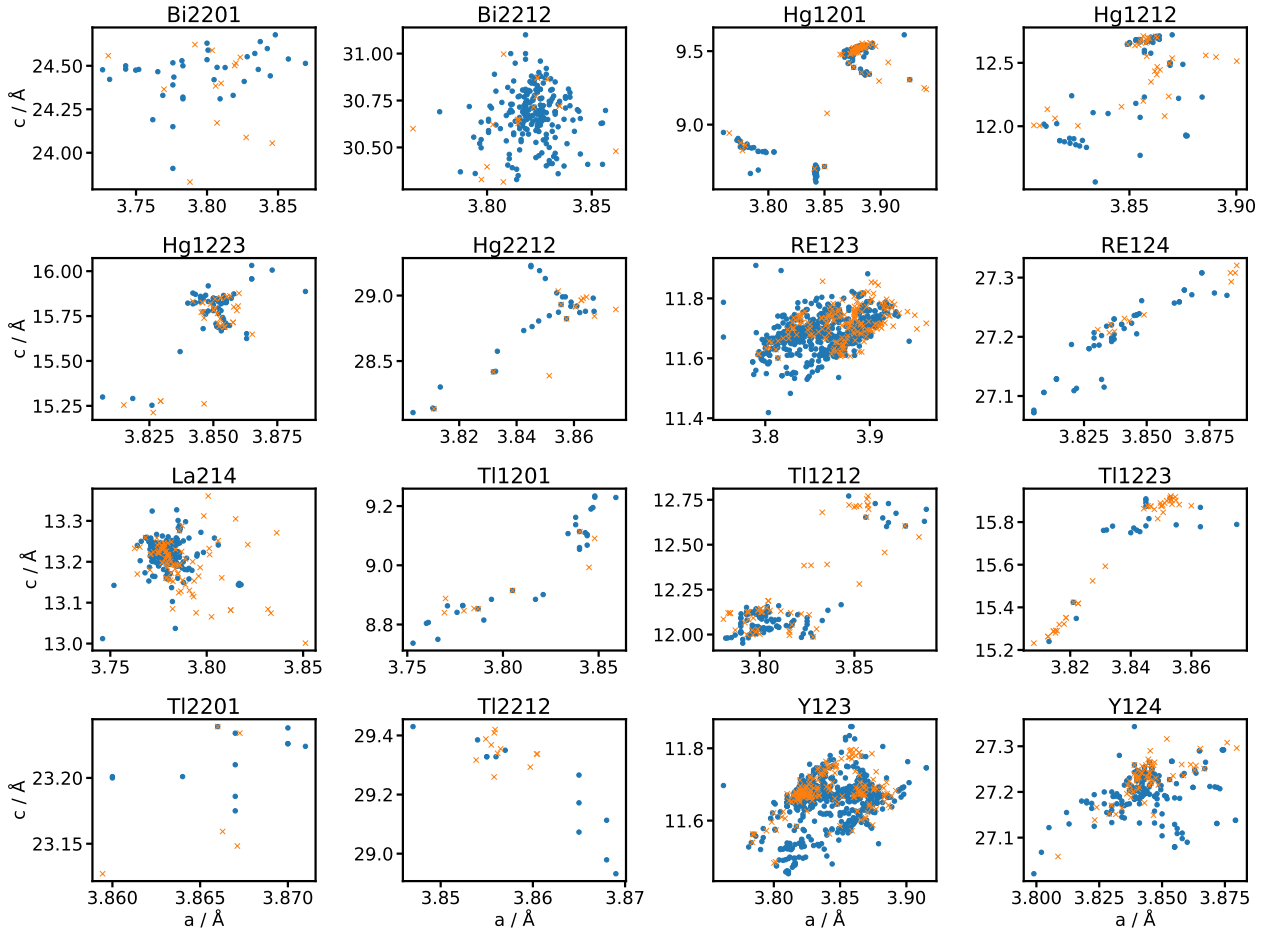 Bi2201 Bi2212 Hg1201 Hg1212
c / Å 24.50 24.25 24.00 31.00 30.75 30.50 9.5 9.0 12.5 12.0
3.75 3.80 3.85 3.80 3.85 3.80 3.85 3.90 3.85 3.90
Hg1223 Hg2212 RE123 RE124
c / Å 16.00 15.75 15.50 15.25 29.0 28.5 11.8 11.6 11.4 27.3 27.2 27.1
3.825 3.850 3.875 3.82 3.84 3.86 3.8 3.9 3.825 3.850 3.875
La214 Tl1201 Tl1212 Tl1223
c / Å 13.3 13.2 13.1 13.0 9.2 9.0 8.8 12.75 12.50 12.25 12.00 15.8 15.6 15.4 15.2
3.75 3.80 3.85 3.75 3.80 3.85 3.80 3.85 3.82 3.84 3.86
Tl2201 Tl2212 Y123 Y124
c / Å 23.20 23.15 29.4 29.2 29.0 11.8 11.6 27.3 27.2 27.1
3.860 3.865 3.870 3.85 3.86 3.87 3.80 3.85 3.90 3.800 3.825 3.850 3.875
a / Å a / Å a / Å a / Å